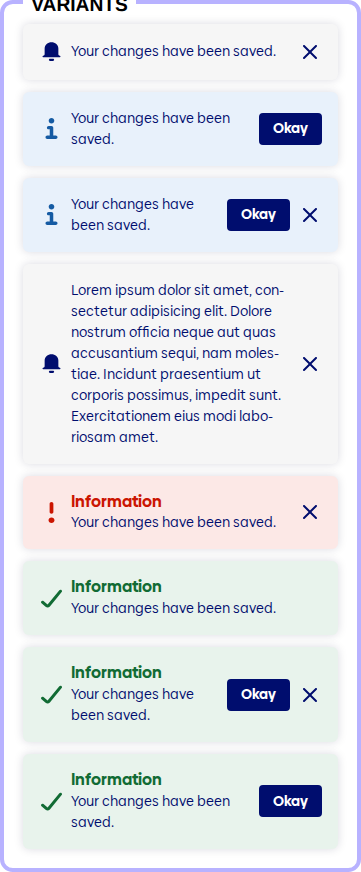 VARIANTS
Your changes have been saved.
Your changes have been
saved.
Okay
Your changes have
been saved.
Okay
Lorem ipsum dolor sit amet, con-
sectetur adipisicing elit. Dolore
nostrum officia neque aut quas
accusantium sequi, nam moles-
tiae. Incidunt praesentium ut
corporis possimus, impedit sunt.
Exercitationem eius modi labo-
riosam amet.
Information
Your changes have been saved.
Information
Your changes have been saved.
Information
Your changes have
been saved.
Okay
Information
Your changes have been
saved.
Okay